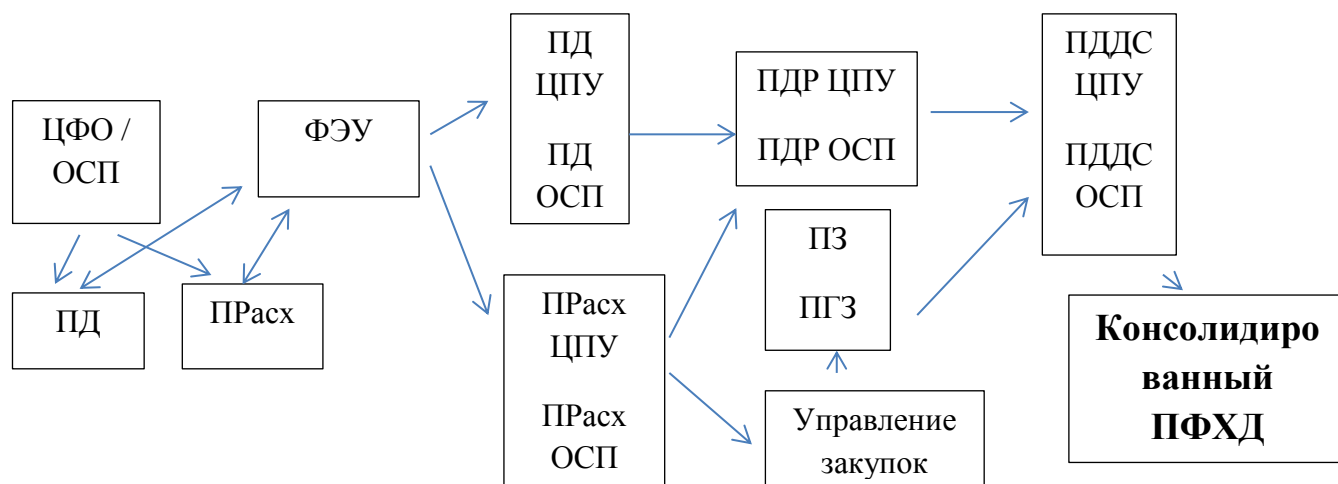 ЦФО /
ОСП
ПД
ПРасх
ФЭУ
ПД
ЦПУ
ПД
ОСП
ПРасх
ЦПУ
ПРасх
ОСП
ПДР ЦПУ
ПДР ОСП
ПЗ
ПГЗ
Управление
закупок
ПДДС
ЦПУ
ПДДС
ОСП
Консолидиро
ванный
ПФХД